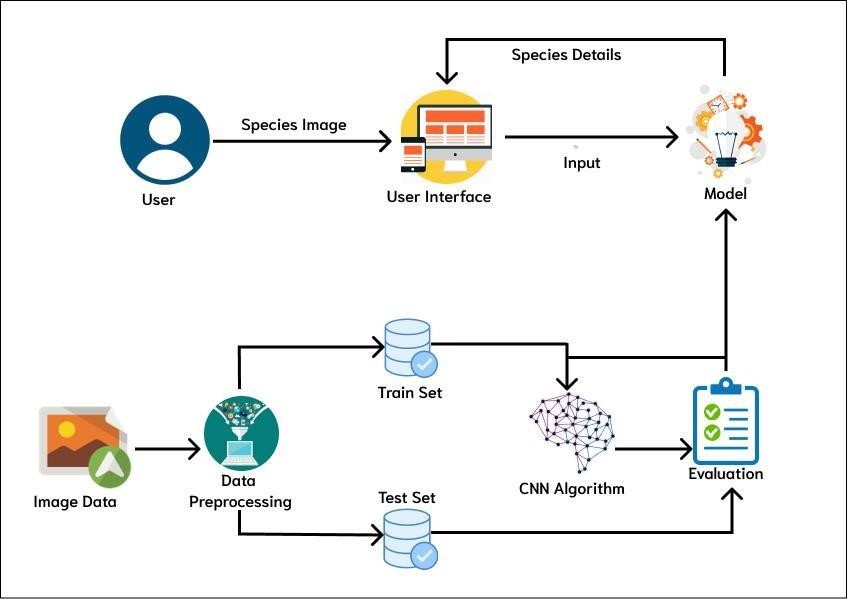 Species Details
Species Image
Input
User
User Interface
Model
Train Set
Image Data
Data
Preprocessing
Test Set
CNN Algorithm
Evaluation